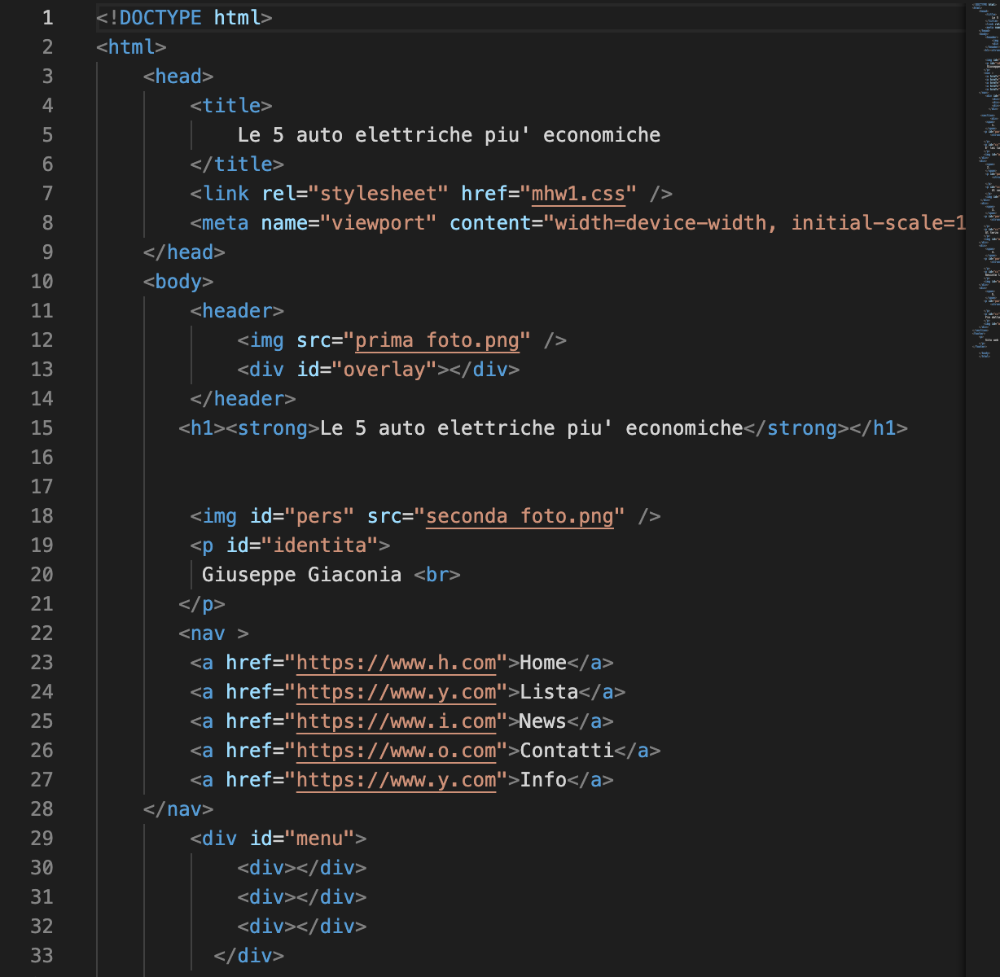 1 <!DOCTYPE html>
2 <html>
3 <head>
4 <title>
5 Le 5 auto elettriche piu' economiche
6 </title>
7 <link rel="stylesheet" href="mhw1.css" />
8 <meta name="viewport" content="width=device-width, initial-scale=1
9 </head>
10 <body>
11 <header>
12 <img src="prima foto.png" />
13 <div id="overlay"></div>
14 </header>
15 <h1><strong>Le 5 auto elettriche piu' economiche</strong></h1>
16
17
18 <img id="pers" src="seconda foto.png" />
19 <p id="identita">
20 Giuseppe Giaconia <br>
21 </p>
22 <nav >
23 <a href="https://www.h.com">Home</a>
24 <a href="https://www.y.com">Lista</a>
25 <a href="https://www.i.com">News</a>
26 <a href="https://www.o.com">Contatti</a>
27 <a href="https://www.y.com">Info</a>
28 </nav>
29 <div id="menu">
30 <div></div>
31 <div></div>
32 <div></div>
33 </div>